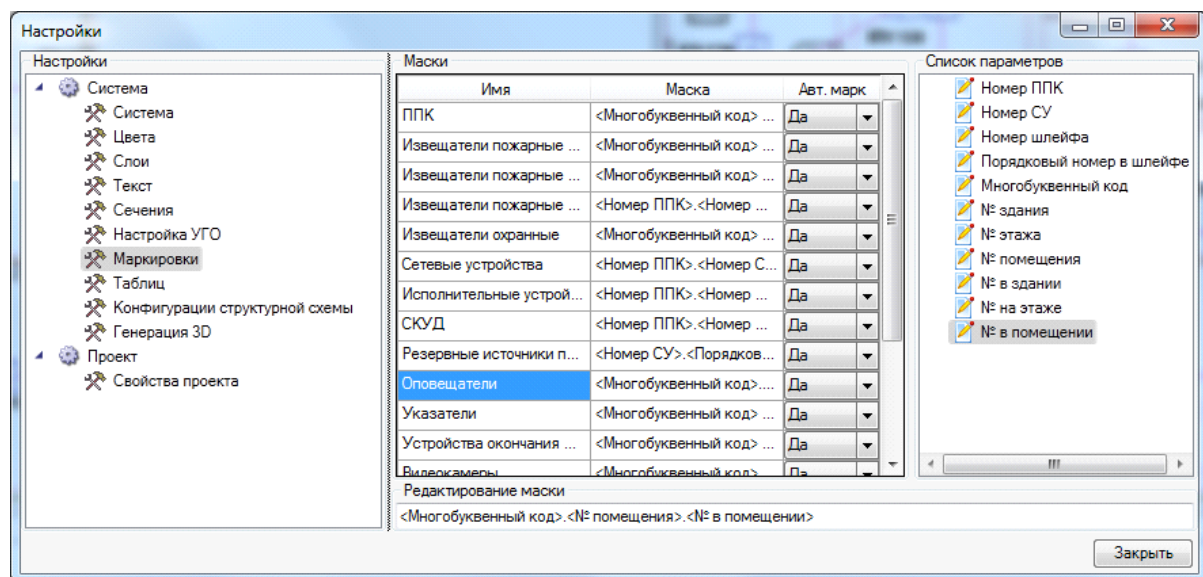 Настройки
Настройки
Система
Система
Цвета
Слои
Текст
Сечения
Настройка УГО
Маркировки
Таблиц
Конфигурации структурной схемы
Генерация 3D
Проект
Свойства проекта
Маски
Имя Маска Авт. марк
ППК <Многобуквенный код> ... Да
Извещатели пожарные ... <Многобуквенный код> ... Да
Извещатели пожарные ... <Многобуквенный код> ... Да
Извещатели пожарные ... <Номер ППК>.<Номер ... Да
Извещатели охранные <Многобуквенный код> ... Да
Сетевые устройства <Номер ППК>.<Номер С... Да
Исполнительные устрой... <Номер ППК>.<Номер ... Да
СКУД <Номер ППК>.<Номер ... Да
Резервные источники п... <Номер СУ>.<Порядков... Да
Оповещатели <Многобуквенный код>.... Да
Указатели <Многобуквенный код> ... Да
Устройства окончания ... <Многобуквенный код> ... Да
Видеокамеры <Многобуквенный код> Да
Редактирование маски
<Многобуквенный код>.<№ помещения>.<№ в помещении>
Список параметров
Номер ППК
Номер СУ
Номер шлейфа
Порядковый номер в шлейфе
Многобуквенный код
№ здания
№ этажа
№ помещения
№ в здании
№ на этаже
№ в помещении
Закрыть